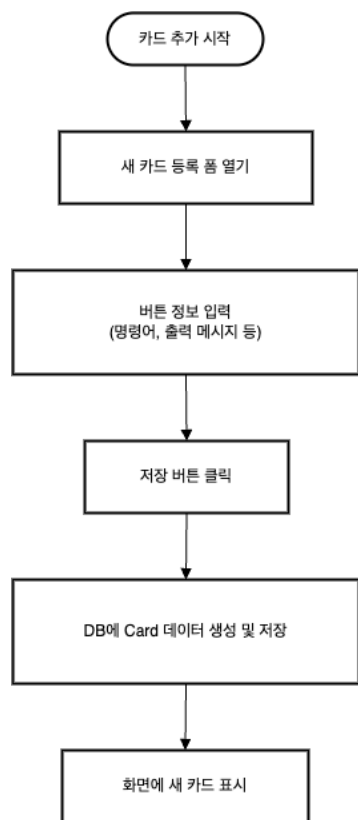 카드 추가 시작
새 카드 등록 폼 열기
버튼 정보 입력
(명령어, 출력 메시지 등)
저장 버튼 클릭
DB에 Card 데이터 생성 및 저장
화면에 새 카드 표시